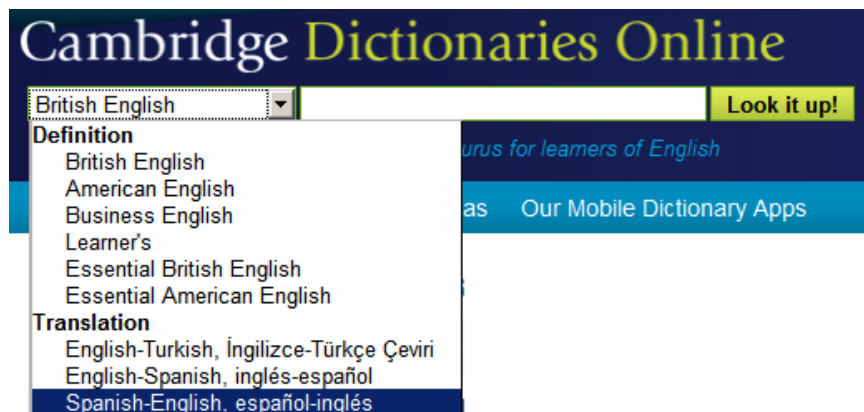 Cambridge Dictionaries Online
British English Look it up!
Definition
British English
urus for learners of English
American English
Business English
as Our Mobile Dictionary Apps
Learner's
Essential British English
Essential American English
Translation
English-Turkish, İngilizce-Türkçe Çeviri
English-Spanish, inglés-español
Spanish-English, español-inglés